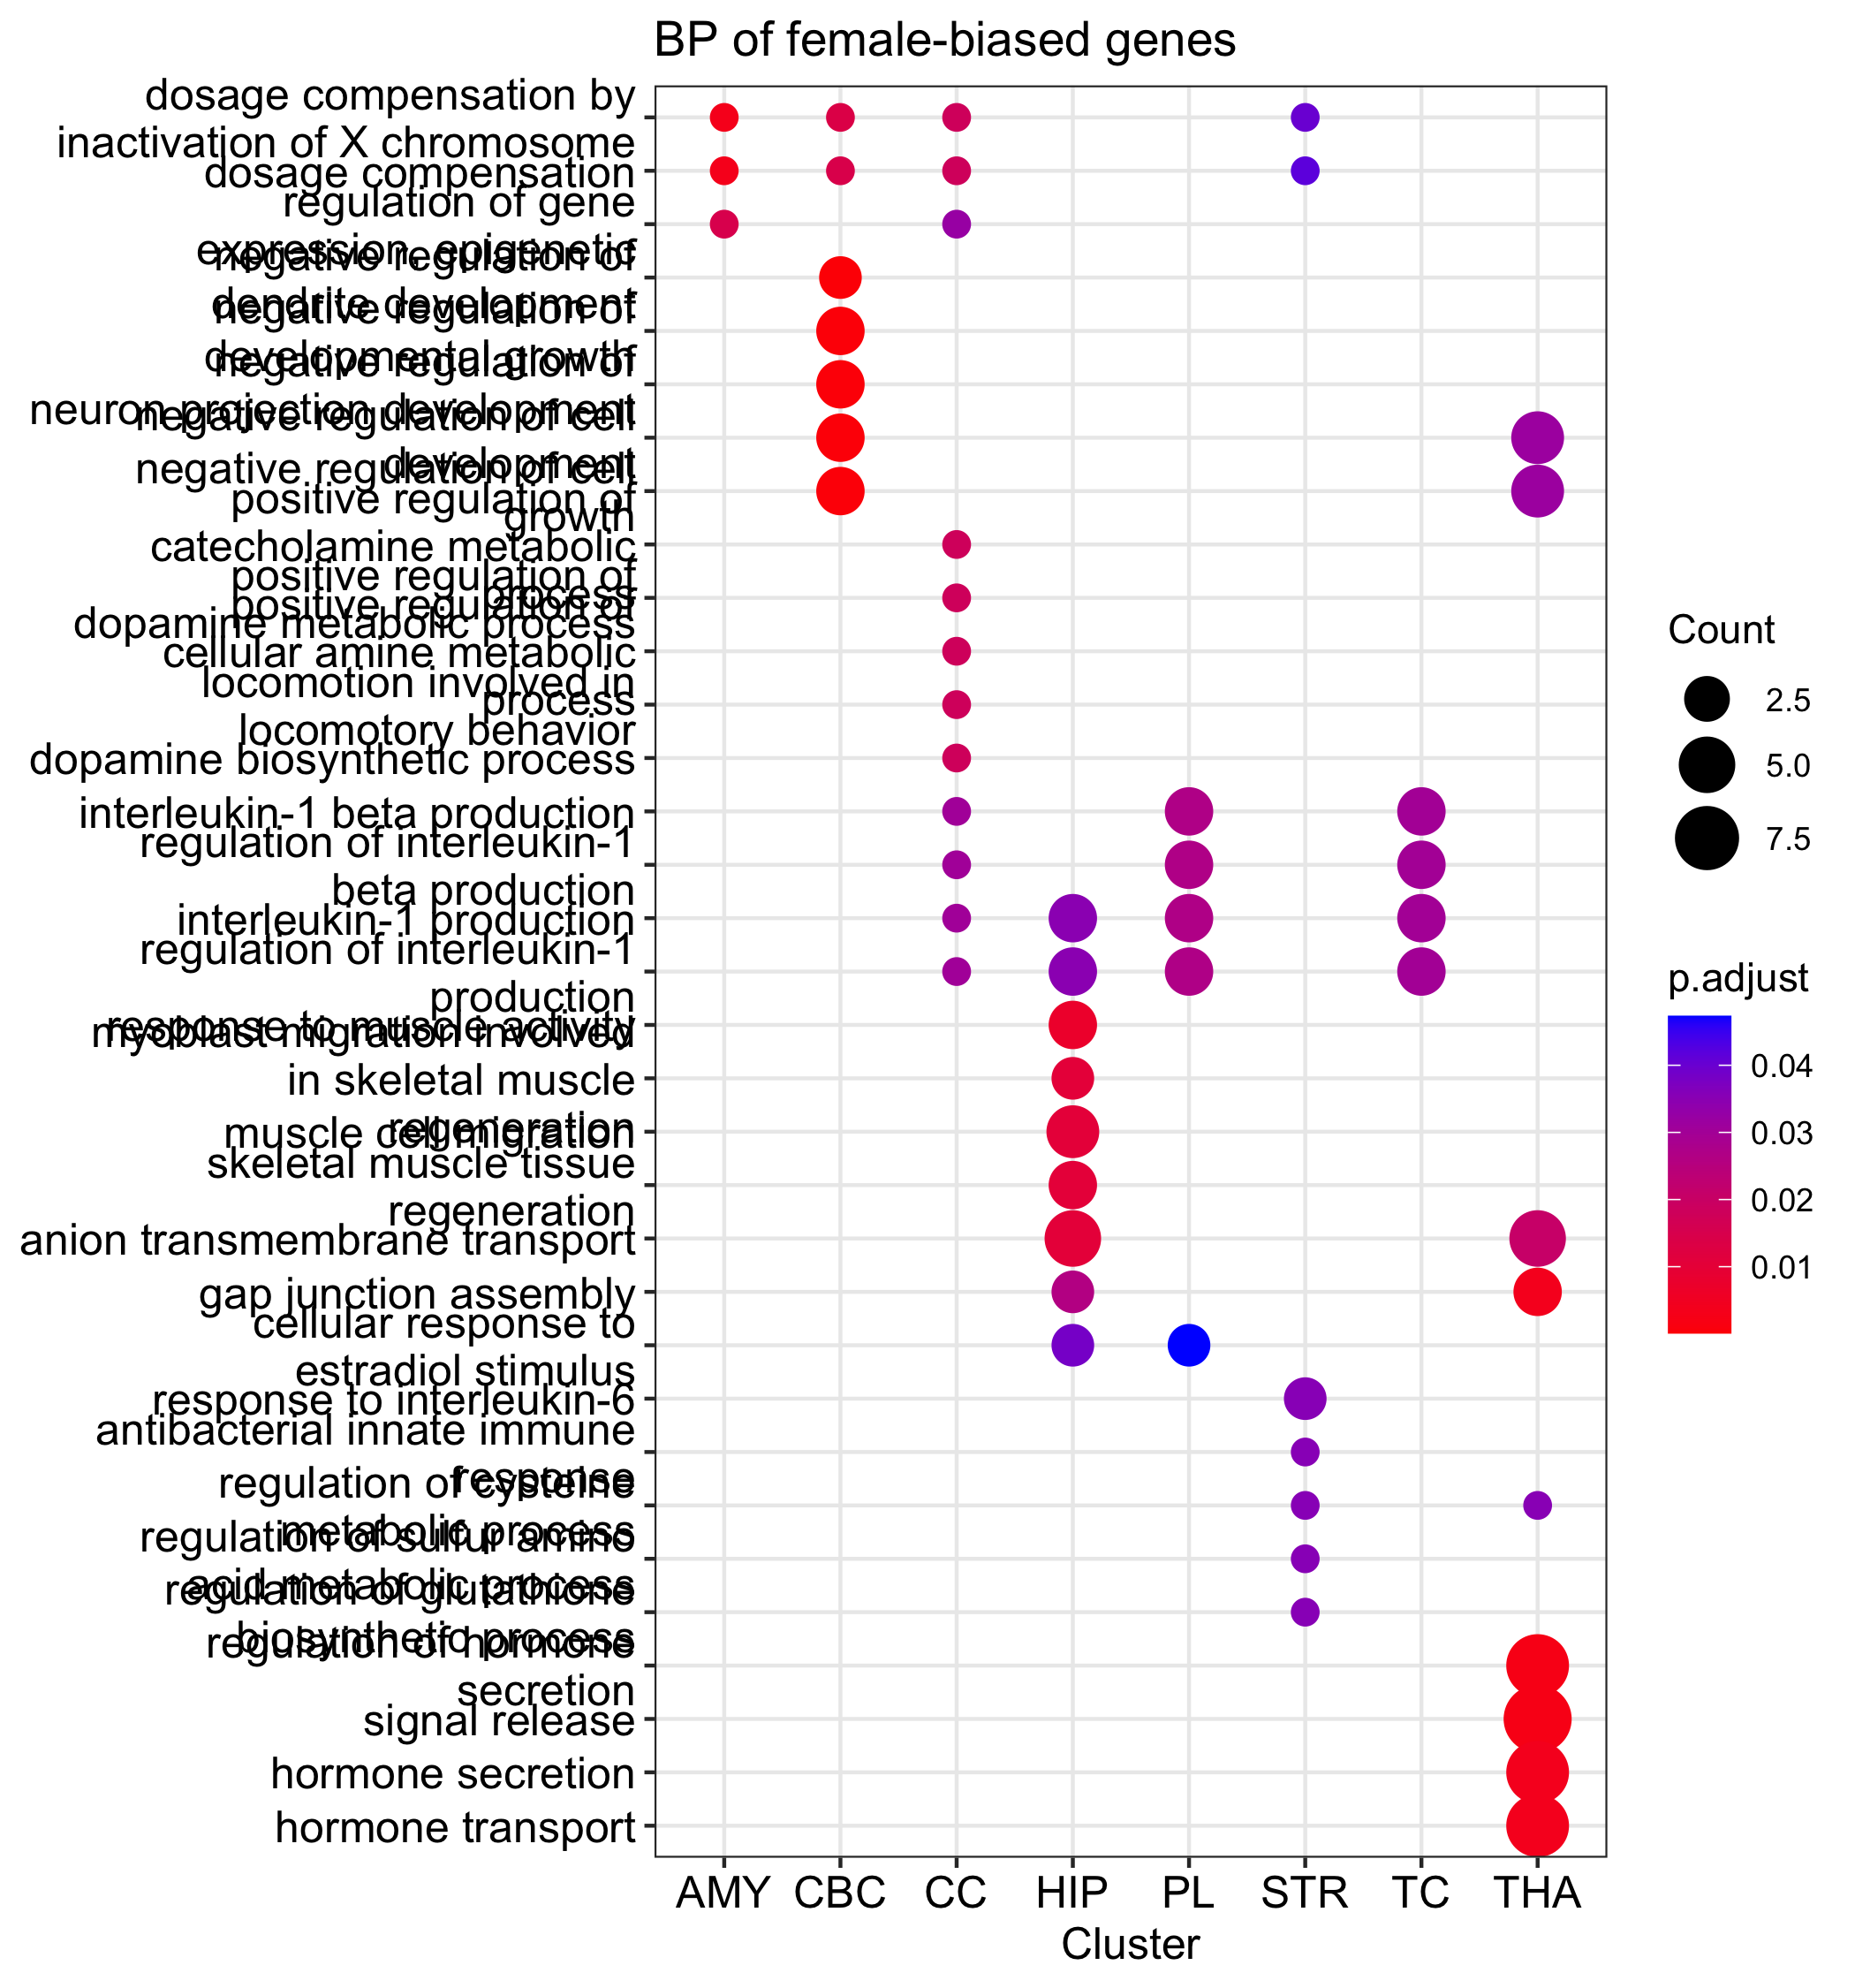 BP of female-biased genes
dosage compensation by
inactivation of X chromosome
dosage compensation
regulation of gene
expression, epigenetic
negative regulation of
dendrite development
negative regulation of
developmental growth
negative regulation of
neuron projection development
negative regulation of cell
development
negative regulation of cell
growth
positive regulation of
catecholamine metabolic
process
positive regulation of
dopamine metabolic process
positive regulation of
cellular amine metabolic
process
locomotion involved in
locomotory behavior
dopamine biosynthetic process
interleukin-1 beta production
regulation of interleukin-1
beta production
interleukin-1 production
regulation of interleukin-1
production
response to muscle activity
myoblast migration involved
in skeletal muscle
regeneration
muscle cell migration
skeletal muscle tissue
regeneration
anion transmembrane transport
gap junction assembly
cellular response to
estradiol stimulus
response to interleukin-6
antibacterial innate immune
response
regulation of cysteine
metabolic process
regulation of sulfur amino
acid metabolic process
regulation of glutathione
biosynthetic process
regulation of hormone
secretion
signal release
hormone secretion
hormone transport
AMY CBC CC HIP PL STR TC THA
Cluster
Count
2.5
5.0
7.5
p.adjust
0.04
0.03
0.02
0.01